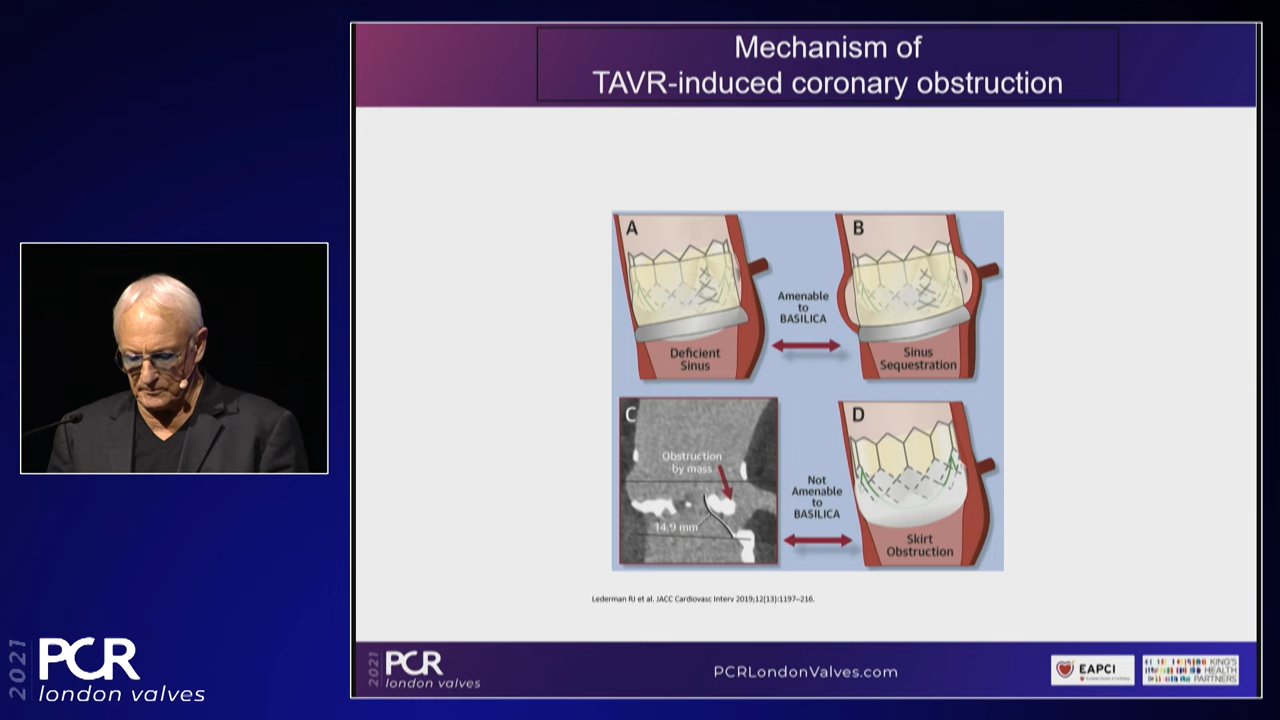 Mechanism of
TAVR-induced coronary obstruction
A
B
Amenable
to
BASILICA
Deficient
Sinus
Sinus
Sequestration
C
Obstruction
by mass
14.9 mm
D
Not
Amenable
to
BASILICA
Skirt
Obstruction
Lederman RJ et al. JACC Cardiovasc Interv 2019;12(13):1197–216.
2021
PCR
london valves
PCRLondonValves.com
EAPCI
KING'S
HEALTH
PARTNERS
2021
PCR
london valves